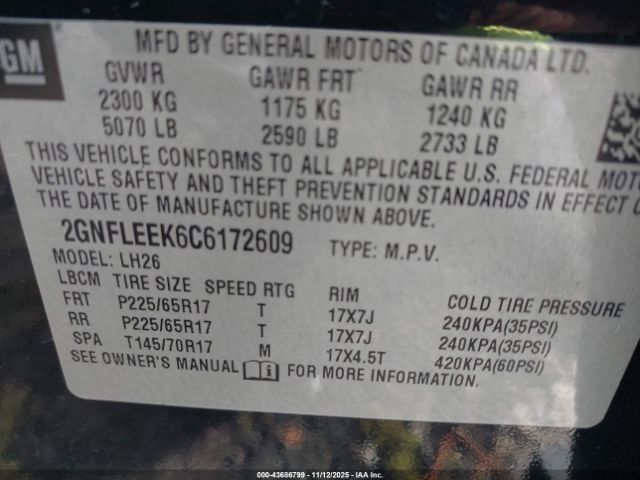 GM
MFD BY GENERAL MOTORS OF CANADA LTD.
GVWR GAWR FRT GAWR RR
2300 KG 1175 KG 1240 KG
5070 LB 2590 LB 2733 LB
THIS VEHICLE CONFORMS TO ALL APPLICABLE U.S. FEDERAL MOT
VEHICLE SAFETY AND THEFT PREVENTION STANDARDS IN EFFECT O
THE DATE OF MANUFACTURE SHOWN ABOVE.
2GNFLEEK6C6172609 TYPE: M.P.V.
MODEL: LH26
LBCM TIRE SIZE SPEED RTG RIM COLD TIRE PRESSURE
FRT P225/65R17 T 17X7J 240KPA(35PSI)
RR P225/65R17 T 17X7J 240KPA(35PSI)
SPA T145/70R17 M 17X4.5T 420KPA(60PSI)
SEE OWNER'S MANUAL FOR MORE INFORMATION.
000-43686799 11/12/2025 IAAI.COM